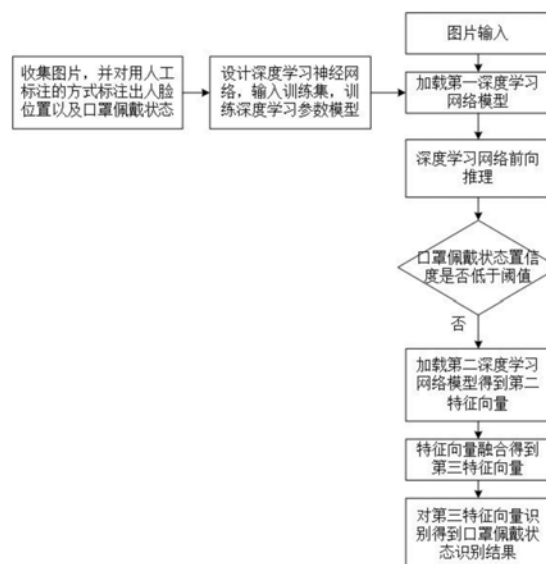 图片输入
收集图片，并对用人工
标注的方式标注出人脸
位置以及口罩佩戴状态
设计深度学习神经网
络，输入训练集，训
练深度学习参数模型
加载第一深度学习
网络模型
深度学习网络前向
推理
口罩佩戴状态置信
度是否低于阈值
否
加载第二深度学习
网络模型得到第二
特征向量
特征向量融合得到
第三特征向量
对第三特征向量识
别得到口罩佩戴状
态识别结果